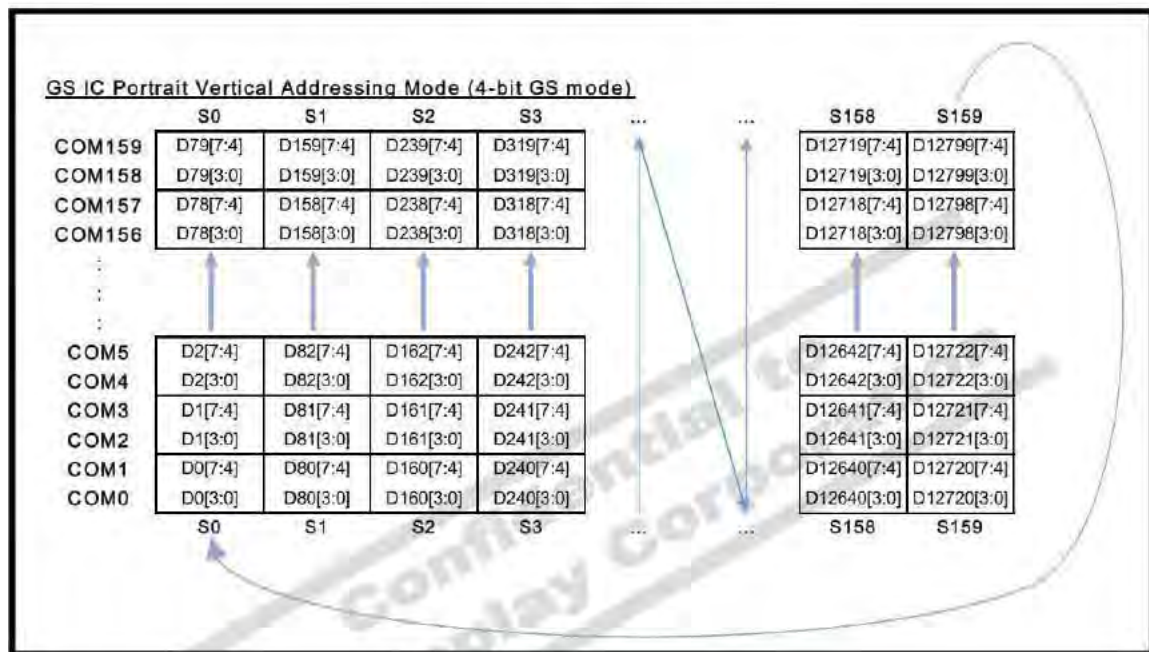 GS IC Portrait Vertical Addressing Mode (4-bit GS mode)
S0 S1 S2 S3 ... ... S158 S159
COM159 D79[7:4] D159[7:4] D239[7:4] D319[7:4] D12719[7:4] D12799[7:4]
COM158 D79[3:0] D159[3:0] D239[3:0] D319[3:0] D12719[3:0] D12799[3:0]
COM157 D78[7:4] D158[7:4] D238[7:4] D318[7:4] D12718[7:4] D12798[7:4]
COM156 D78[3:0] D158[3:0] D238[3:0] D318[3:0] D12718[3:0] D12798[3:0]
:
:
:
COM5 D2[7:4] D82[7:4] D162[7:4] D242[7:4] D12642[7:4] D12722[7:4]
COM4 D2[3:0] D82[3:0] D162[3:0] D242[3:0] D12642[3:0] D12722[3:0]
COM3 D1[7:4] D81[7:4] D161[7:4] D241[7:4] D12641[7:4] D12721[7:4]
COM2 D1[3:0] D81[3:0] D161[3:0] D241[3:0] D12641[3:0] D12721[3:0]
COM1 D0[7:4] D80[7:4] D160[7:4] D240[7:4] D12640[7:4] D12720[7:4]
COM0 D0[3:0] D80[3:0] D160[3:0] D240[3:0] D12640[3:0] D12720[3:0]
S0 S1 S2 S3 ... ... S158 S159
Confidential to
Corporation